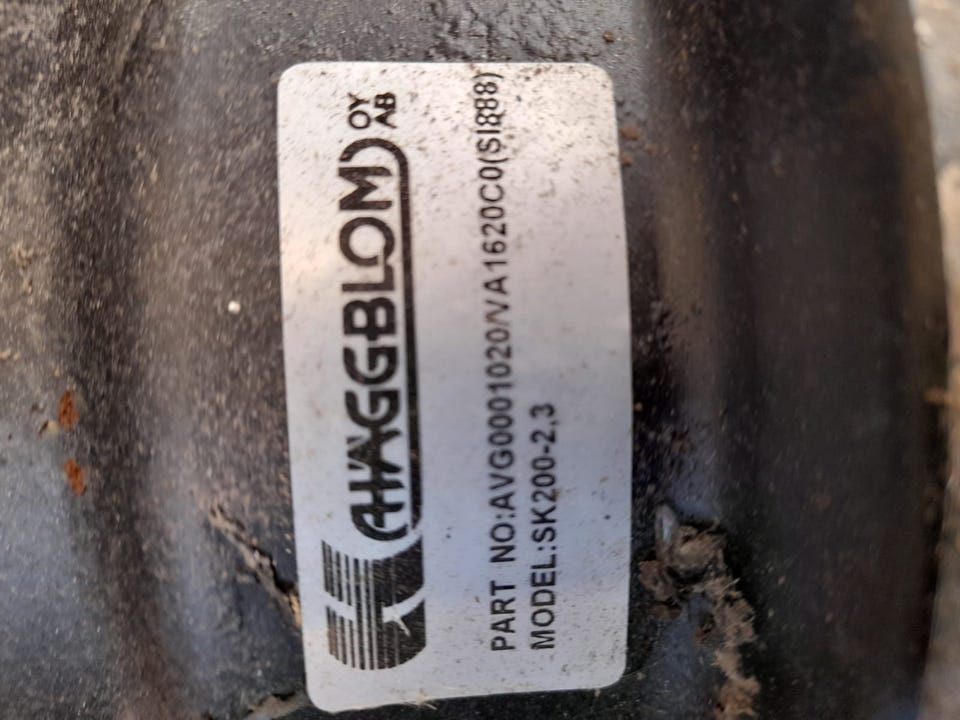 HÄGGBLOM OY AB
PART NO:AVG0001020/VA1620C0(SI888)
MODEL:SK200-2,3